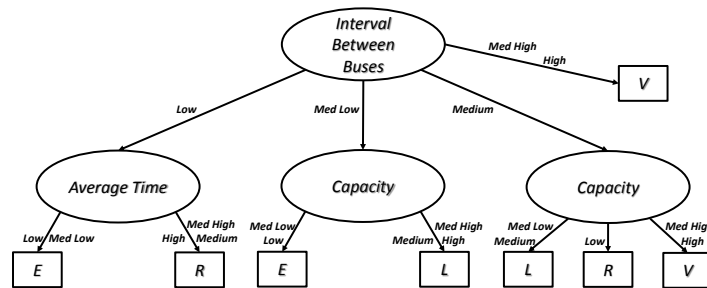 Interval
Between
Buses
Med High
High
V
Low
Med Low
Medium
Average Time
Capacity
Capacity
Low Med Low
Med High
High Medium
Med Low
Low
Med High
Medium High
Med Low
Medium
Low
Med High
High
E
R
E
L
L
R
V